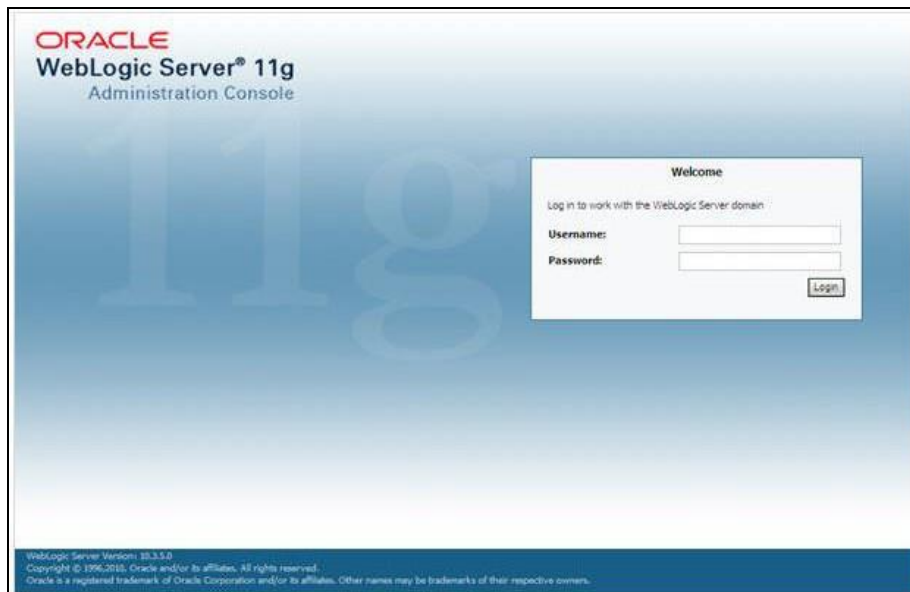 ORACLE
WebLogic Server® 11g
Administration Console
11g
Welcome
Log in to work with the WebLogic Server domain
Username:
Password:
Login
WebLogic Server Version: 10.3.5.0
Copyright © 1996,2010, Oracle and/or its affiliates. All rights reserved.
Oracle is a registered trademark of Oracle Corporation and/or its affiliates. Other names may be trademarks of their respective owners.